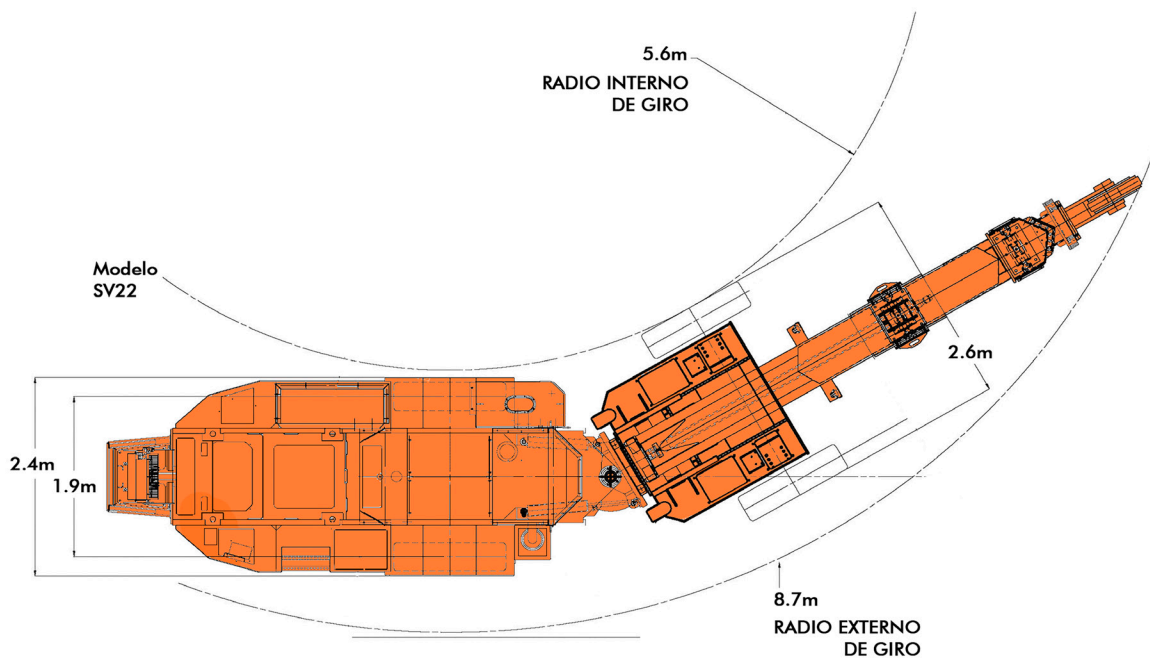 5.6m
RADIO INTERNO
DE GIRO
Modelo
SV22
2.6m
2.4m
1.9m
8.7m
RADIO EXTERNO
DE GIRO